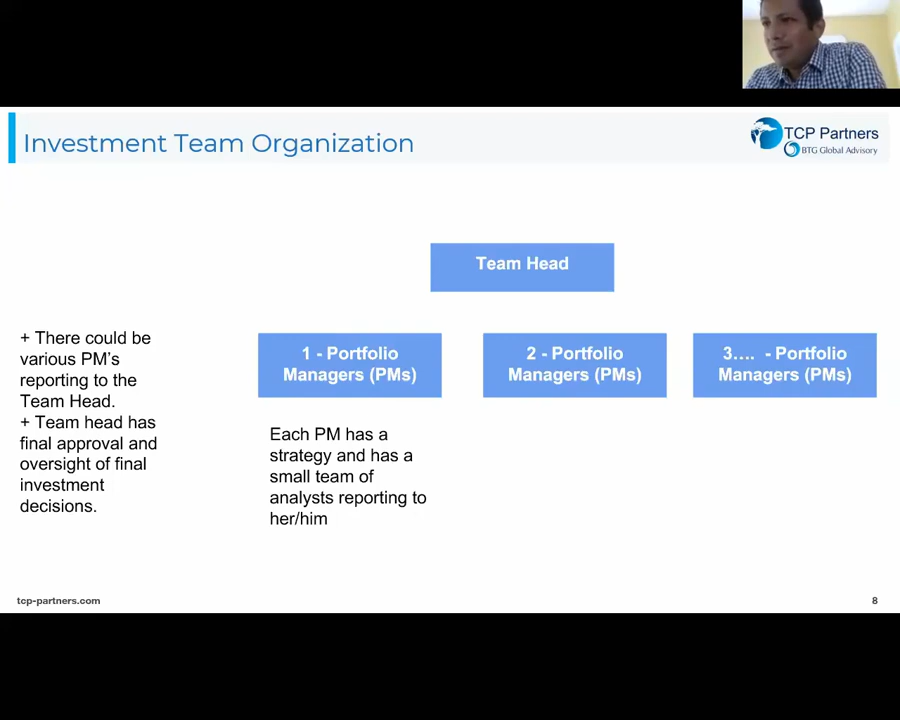 Investment Team Organization
TCP Partners
BTG Global Advisory
Team Head
+ There could be
various PM's
reporting to the
Team Head.
+ Team head has
final approval and
oversight of final
investment
decisions.
1 - Portfolio
Managers (PMs)
2 - Portfolio
Managers (PMs)
3.... - Portfolio
Managers (PMs)
Each PM has a
strategy and has a
small team of
analysts reporting to
her/him
tcp-partners.com
8